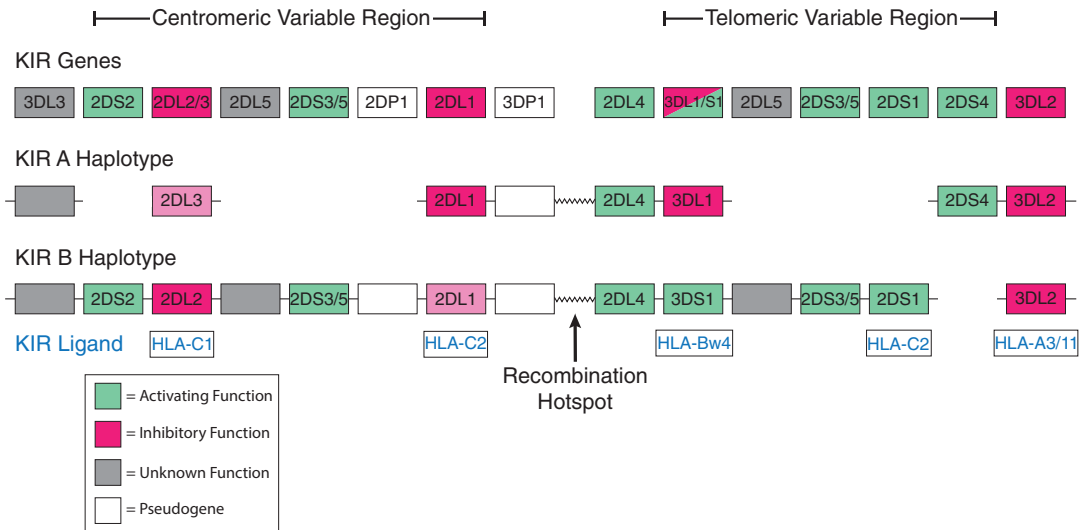 Centromeric Variable Region Telomeric Variable Region
KIR Genes
3DL3 2DS2 2DL2/3 2DL5 2DS3/5 2DP1 2DL1 3DP1 2DL4 3DL1/S1 2DL5 2DS3/5 2DS1 2DS4 3DL2
KIR A Haplotype
2DL3 2DL1 2DL4 3DL1 2DS4 3DL2
KIR B Haplotype
2DS2 2DL2 2DS3/5 2DL1 2DL4 3DS1 2DS3/5 2DS1 3DL2
KIR Ligand HLA-C1 HLA-C2 HLA-Bw4 HLA-C2 HLA-A3/11
Recombination
Hotspot
= Activating Function
= Inhibitory Function
= Unknown Function
= Pseudogene